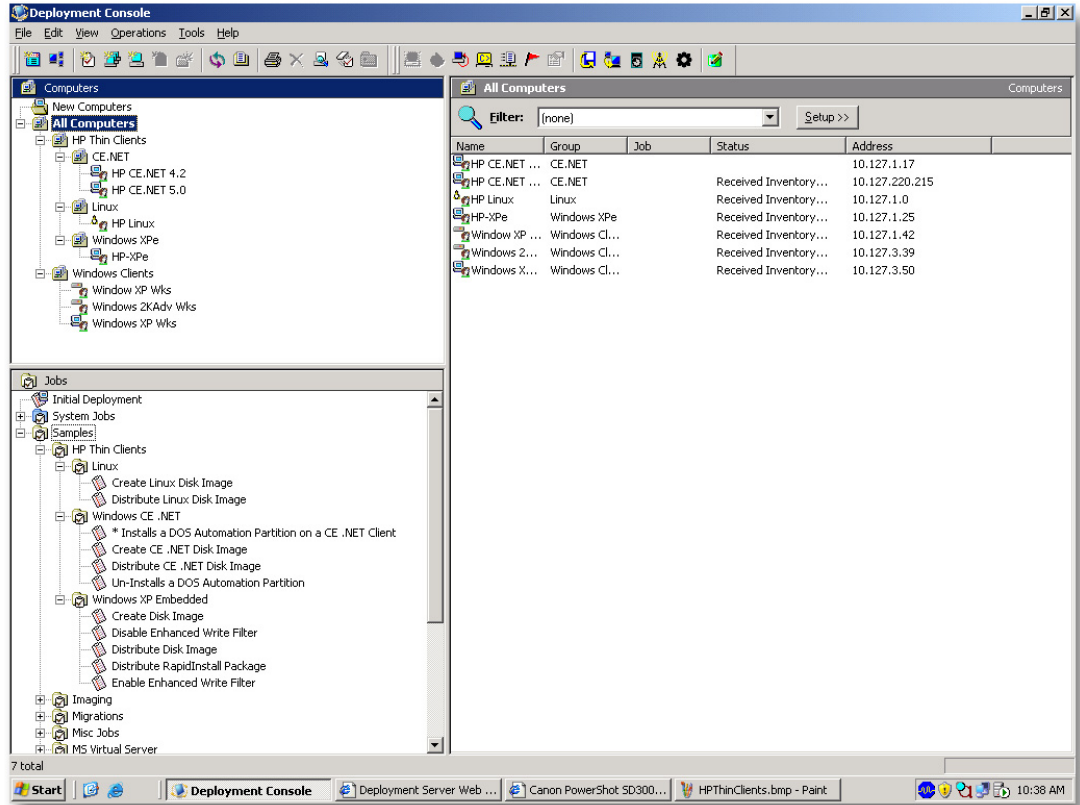 Deployment Console
File Edit View Operations Tools Help
Computers
New Computers
All Computers
HP Thin Clients
CE.NET
HP CE.NET 4.2
HP CE.NET 5.0
Linux
HP Linux
Windows XPe
HP-XPe
Windows Clients
Window XP Wks
Windows 2KAdv Wks
Windows XP Wks
Jobs
Initial Deployment
System Jobs
Samples
HP Thin Clients
Linux
Create Linux Disk Image
Distribute Linux Disk Image
Windows CE .NET
* Installs a DOS Automation Partition on a CE .NET Client
Create CE .NET Disk Image
Distribute CE .NET Disk Image
Un-Installs a DOS Automation Partition
Windows XP Embedded
Create Disk Image
Disable Enhanced Write Filter
Distribute Disk Image
Distribute RapidInstall Package
Enable Enhanced Write Filter
Imaging
Migrations
Misc Jobs
MS Virtual Server
All Computers Computers
Filter: (none) Setup >>
Name Group Job Status Address
HP CE.NET ... CE.NET 10.127.1.17
HP CE.NET ... CE.NET Received Inventory... 10.127.220.215
HP Linux Linux Received Inventory... 10.127.1.0
HP-XPe Windows XPe Received Inventory... 10.127.1.25
Window XP ... Windows Cl... Received Inventory... 10.127.1.42
Windows 2... Windows Cl... Received Inventory... 10.127.3.39
Windows X... Windows Cl... Received Inventory... 10.127.3.50
7 total
Start Deployment Console Deployment Server Web ... Canon PowerShot SD300... HPThinClients.bmp - Paint 10:38 AM